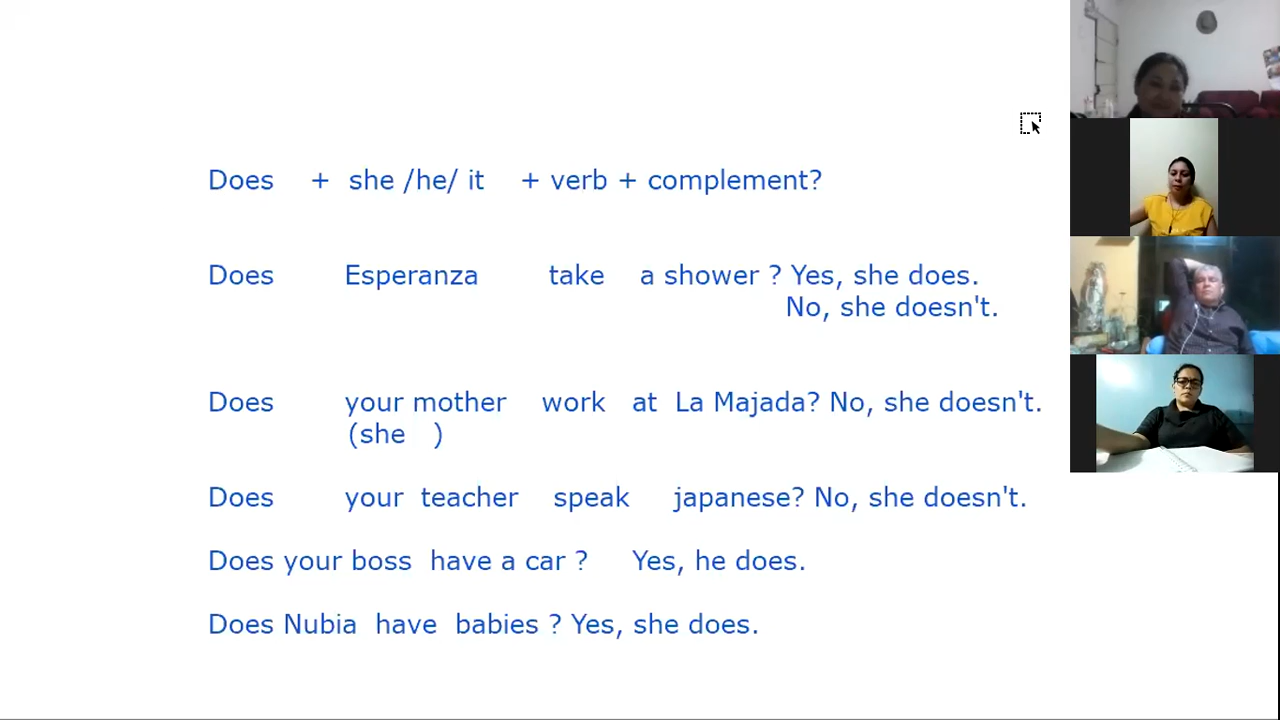 Does + she /he/ it + verb + complement?
Does Esperanza take a shower ? Yes, she does.
No, she doesn't.
Does your mother work at La Majada? No, she doesn't.
(she )
Does your teacher speak japanese? No, she doesn't.
Does your boss have a car ? Yes, he does.
Does Nubia have babies ? Yes, she does.